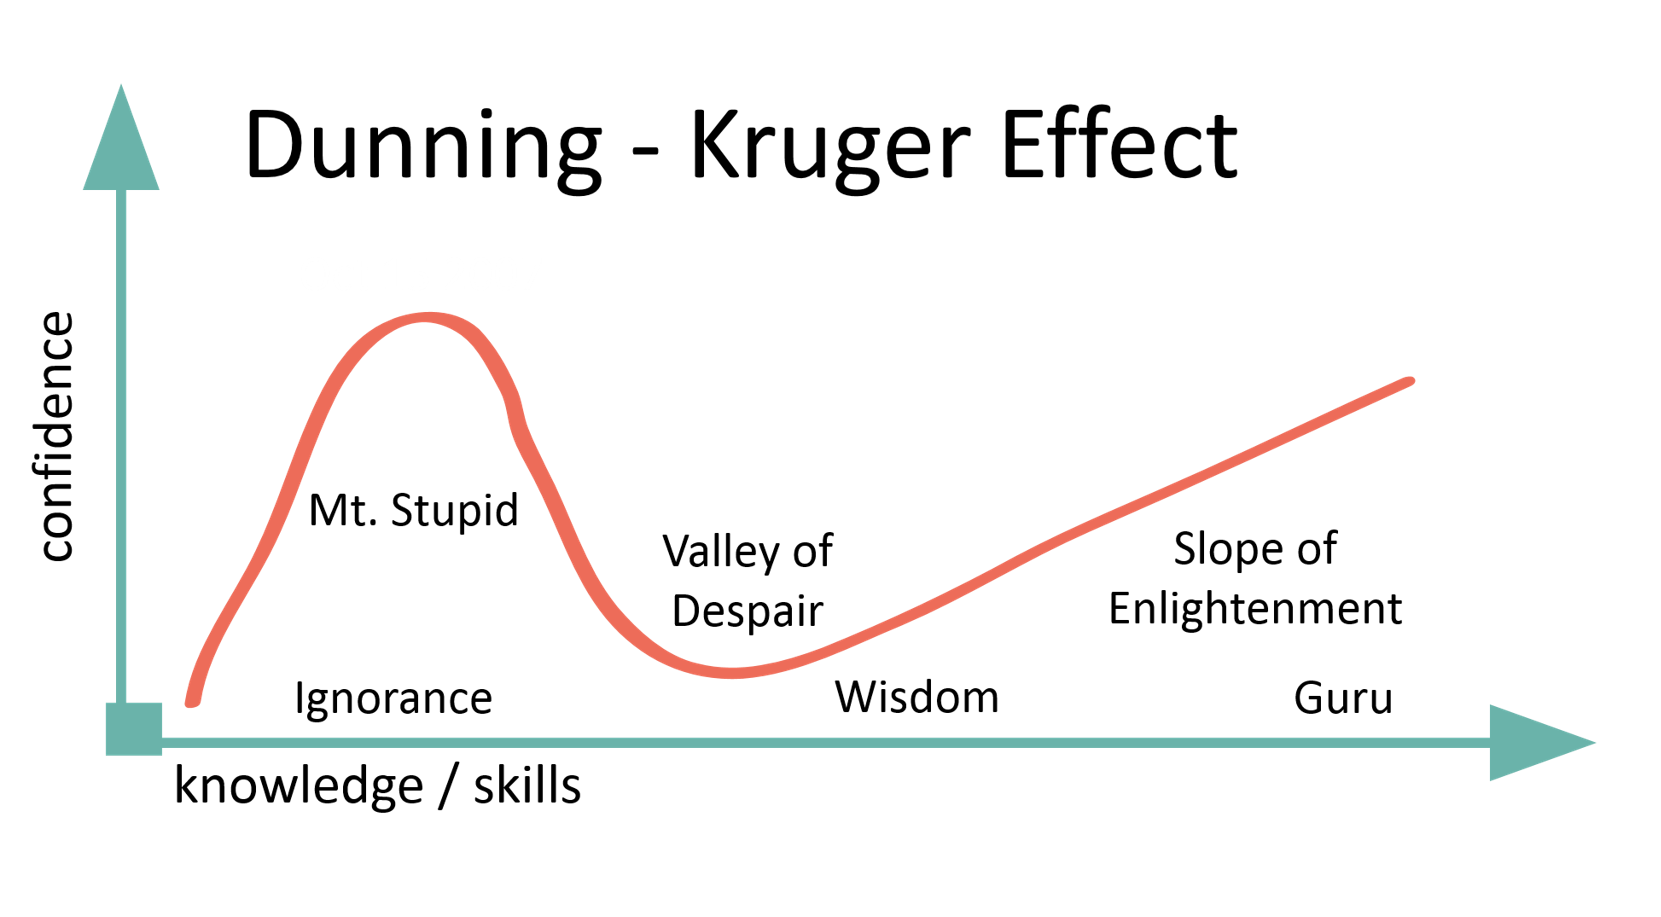 Dunning - Kruger Effect
confidence
Mt. Stupid
Valley of
Despair
Slope of
Enlightenment
Ignorance
Wisdom
Guru
knowledge / skills